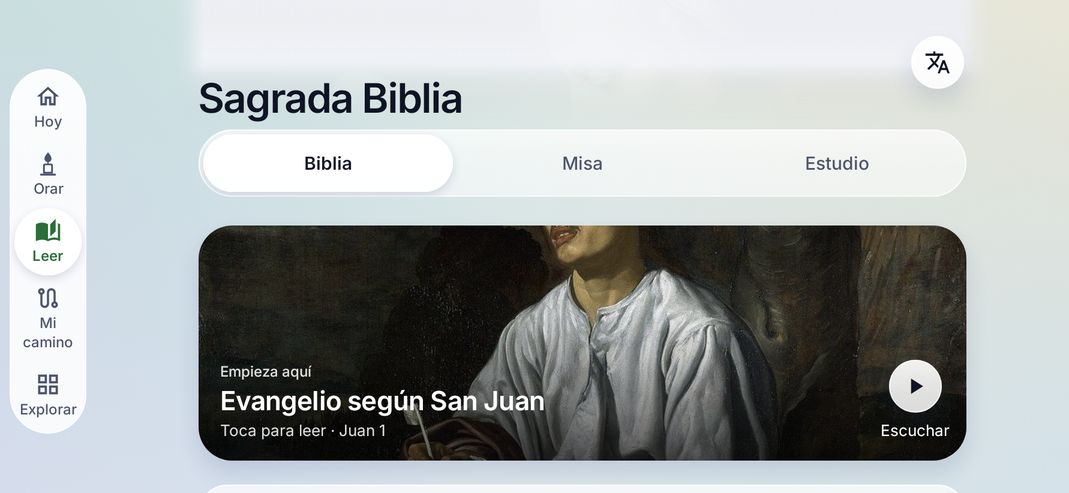 Sagrada Biblia
Hoy
Orar
Leer
Mi
camino
Explorar
Biblia
Misa
Estudio
Empieza aquí
Evangelio según San Juan
Toca para leer · Juan 1
Escuchar